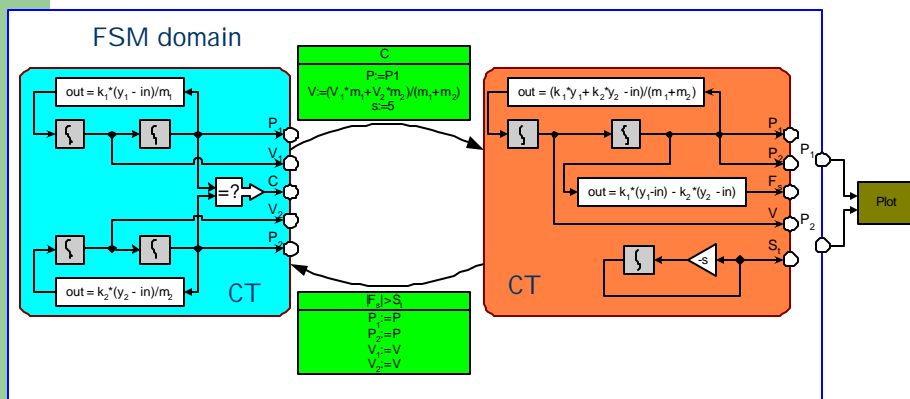 FSM domain
C
P:=P1
V:=(V₁*m₁+V₂*m₂)/(m₁+m₂)
s:=5
out = k₁*(y₁ - in)/m₁
P₁
V₁
=?
C
V₂
P₂
out = k₂*(y₂ - in)/m₂
CT
out = (k₁*y₁+ k₂*y₂ - in)/(m₁+m₂)
P₁
P₂
out = k₁*(y₁-in) - k₂*(y₂ -in)
Fₛ
V
-s
Sₜ
CT
P₁
P₂
Plot
|Fₛ|>Sₜ
P₁:=P
P₂:=P
V₁:=V
V₂:=V